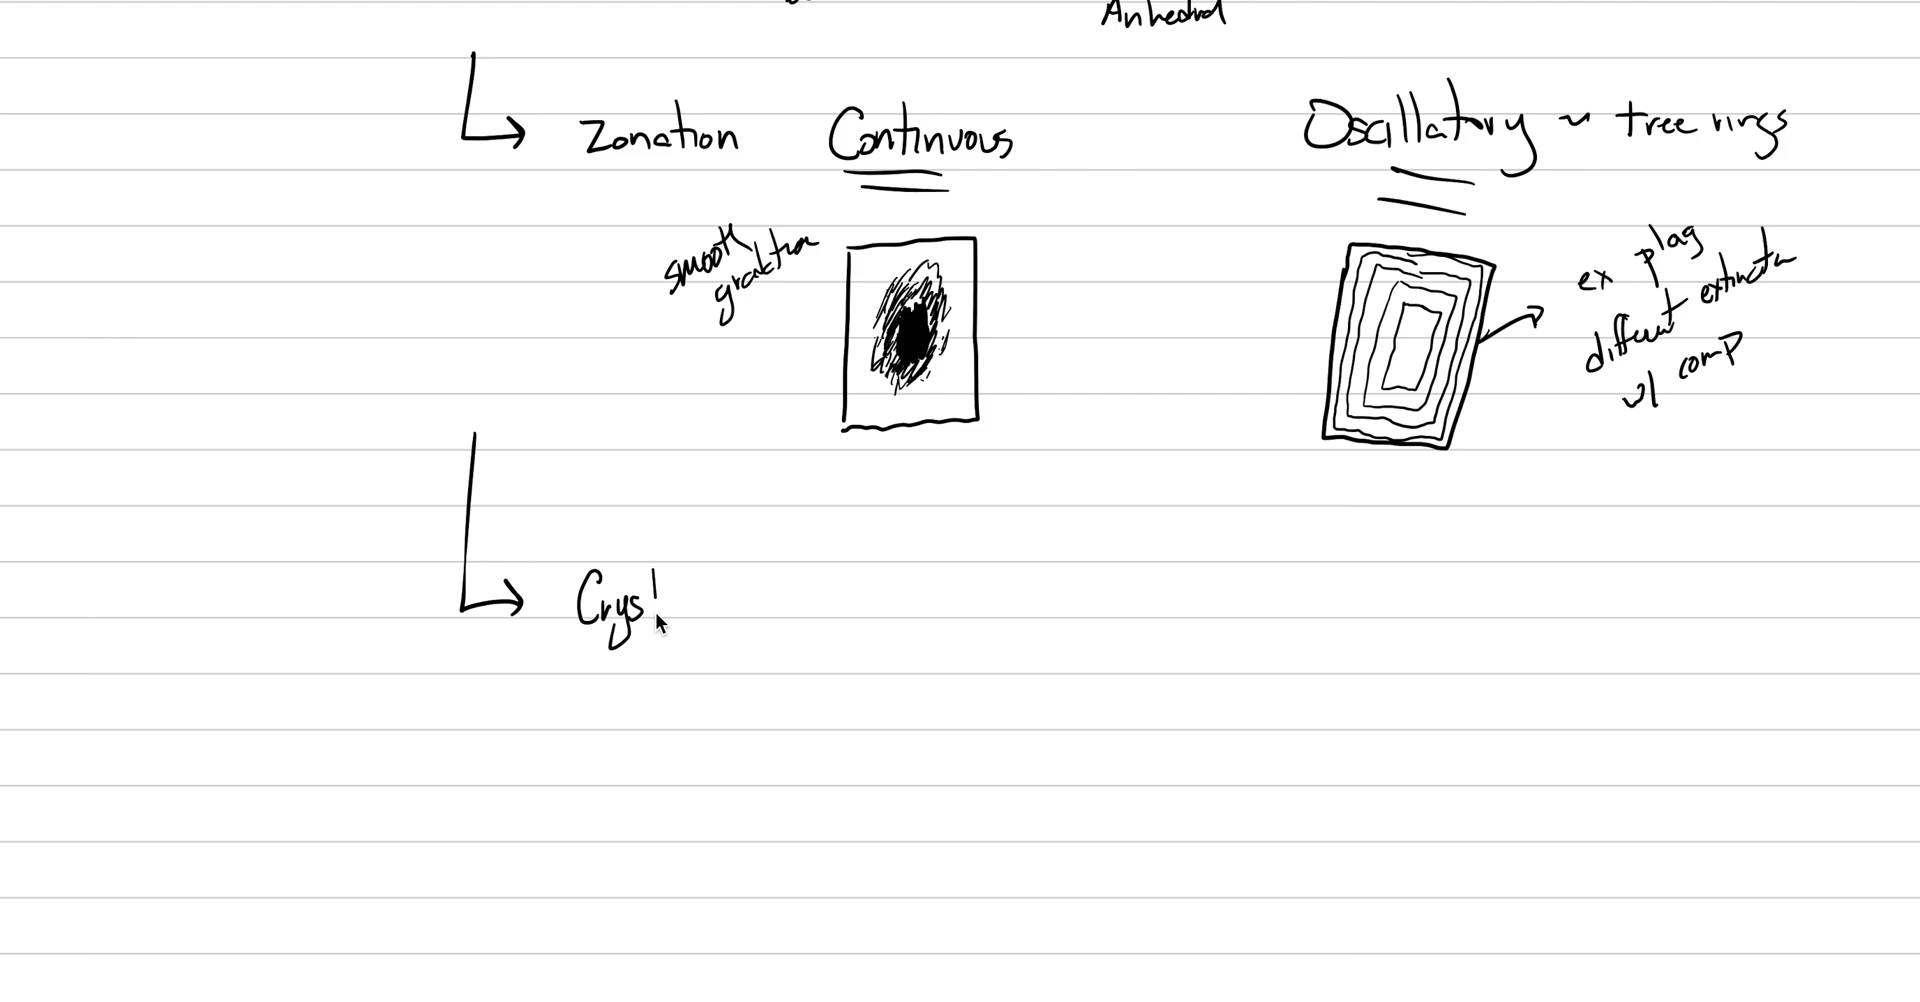 Anhedral
Zonation Continuous Oscillatory ~ tree rings
smooth
gradation
ex plag
different extinction
w/ comp
Crys